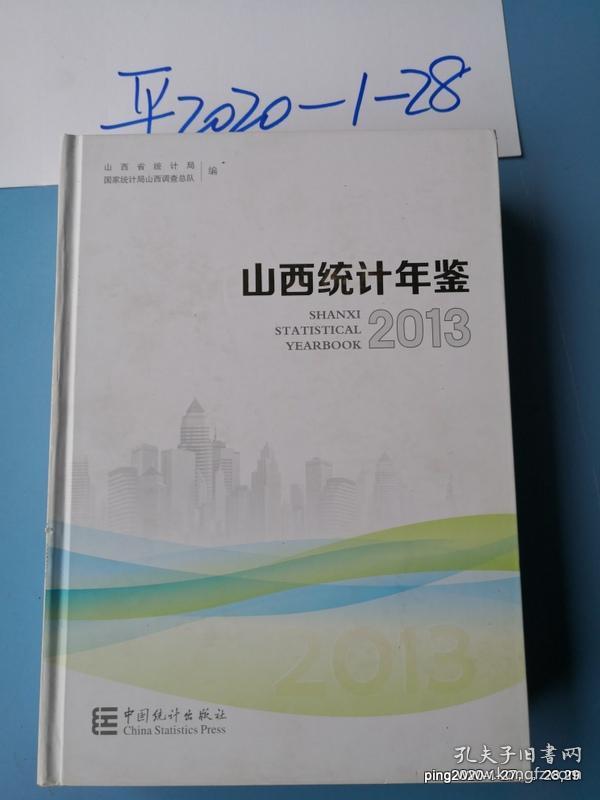 平2020-1-28
山西省统计局
国家统计局山西调查总队
编
山西统计年鉴
SHANXI
STATISTICAL
YEARBOOK
2013
2013
中国统计出版社
China Statistics Press
孔夫子旧书网